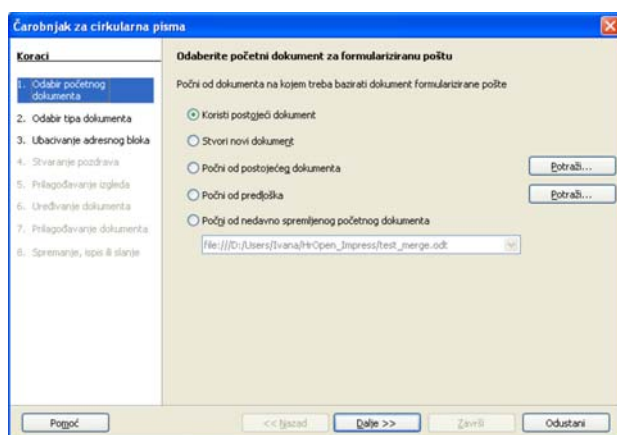 Čarobnjak za cirkularna pisma
Koraci
1. Odabir početnog
dokumenta
2. Odabir tipa dokumenta
3. Ubacivanje adresnog bloka
4. Stvaranje pozdrava
5. Prilagođavanje izgleda
6. Uređivanje dokumenta
7. Prilagođavanje dokumenta
8. Spremanje, ispis ili slanje
Odaberite početni dokument za formulariziranu poštu
Počni od dokumenta na kojem treba bazirati dokument formularizirane pošte
Koristi postojeći dokument
Stvori novi dokument
Počni od postojećeg dokumenta
Potraži...
Počni od predloška
Potraži...
Počni od nedavno spremljenog početnog dokumenta
file:///D:/Users/Ivana/HrOpen_Impress/test_merge.odt
Pomoć
<< Nazad
Dalje >>
Završi
Odustani